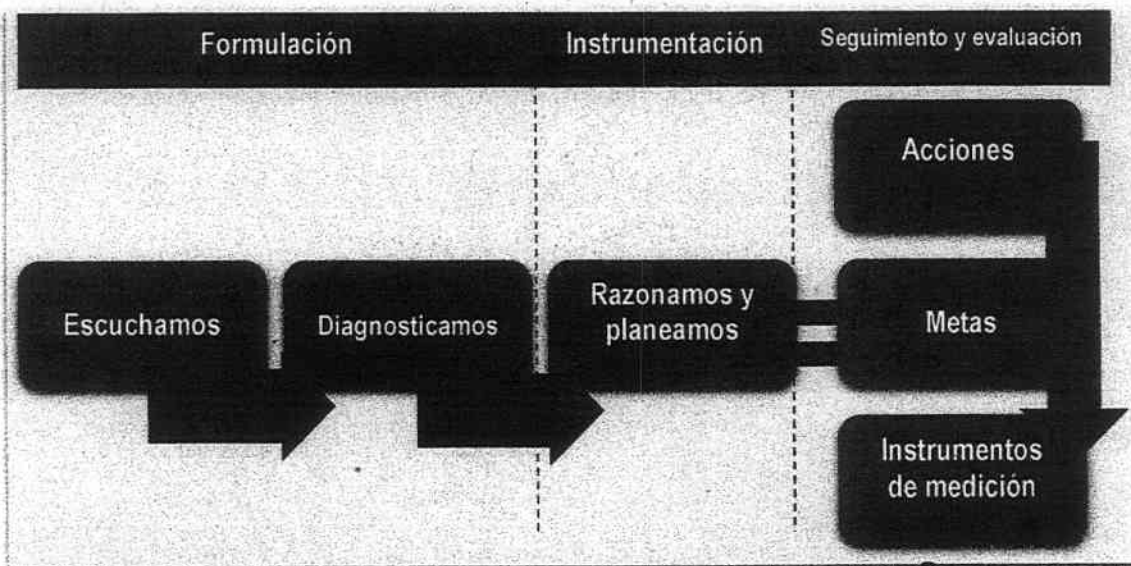 Formulación
Instrumentación
Seguimiento y evaluación
Acciones
Escuchamos
Diagnosticamos
Razonamos y
planeamos
Metas
Instrumentos
de medición